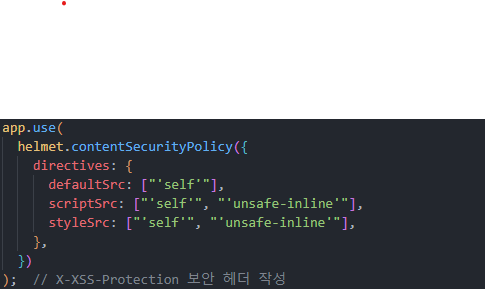 app.use(
  helmet.contentSecurityPolicy({
    directives: {
      defaultSrc: ["'self'"],
      scriptSrc: ["'self'", "'unsafe-inline'"],
      styleSrc: ["'self'", "'unsafe-inline'"],
    },
  })
);  // X-XSS-Protection 보안 헤더 작성